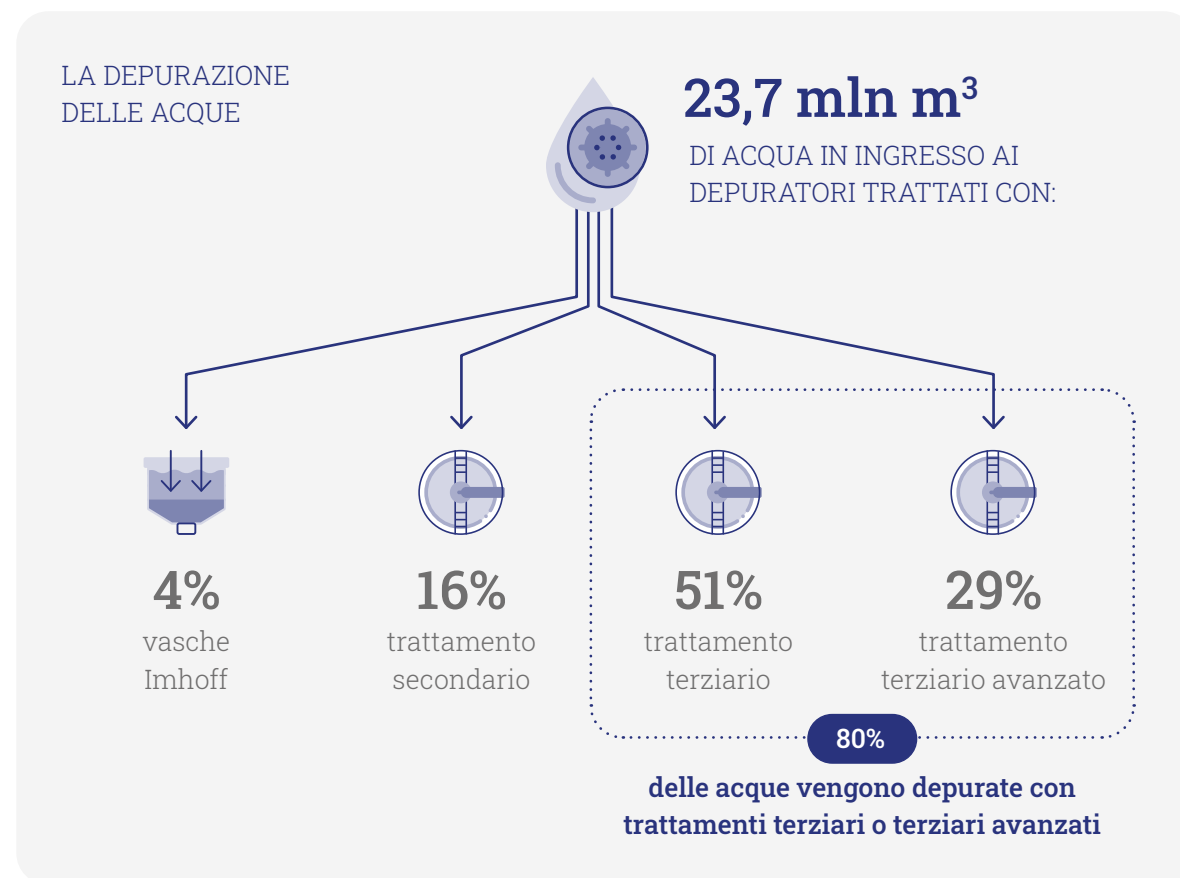 LA DEPURAZIONE
DELLE ACQUE
23,7 mln m³
DI ACQUA IN INGRESSO AI
DEPURATORI TRATTATI CON:
4%
vasche
Imhoff
16%
trattamento
secondario
51%
trattamento
terziario
29%
trattamento
terziario avanzato
80%
delle acque vengono depurate con
trattamenti terziari o terziari avanzati